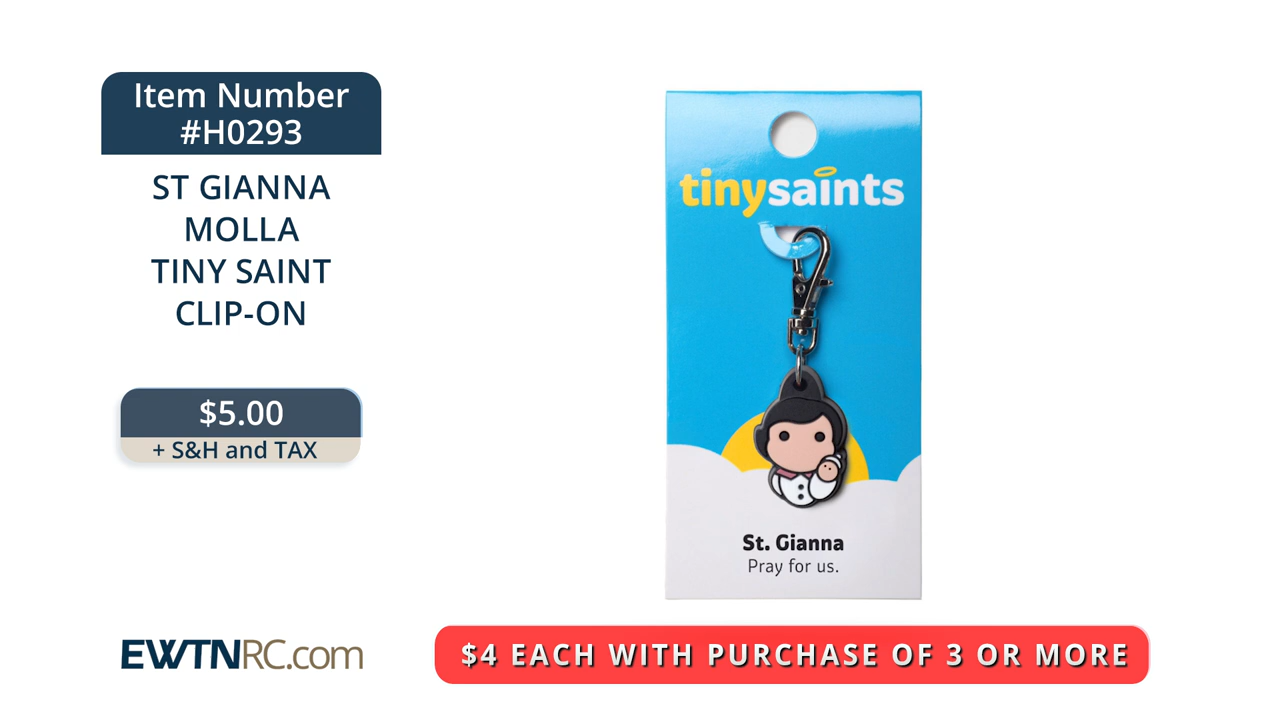 Item Number
#H0293
ST GIANNA
MOLLA
TINY SAINT
CLIP-ON
$5.00
+ S&H and TAX
tinysaints
St. Gianna
Pray for us.
EWTNRC.com
$4 EACH WITH PURCHASE OF 3 OR MORE